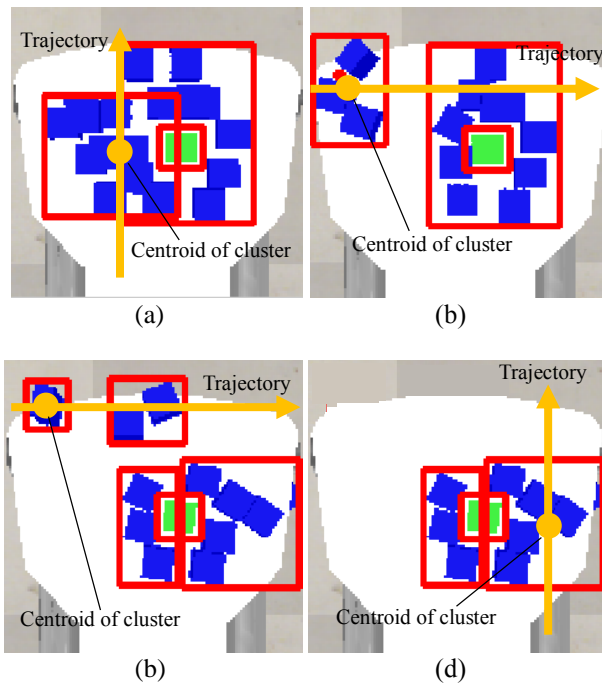 Trajectory
Centroid of cluster
(a)
Trajectory
Centroid of cluster
(b)
Trajectory
Centroid of cluster
(b)
Trajectory
Centroid of cluster
(d)